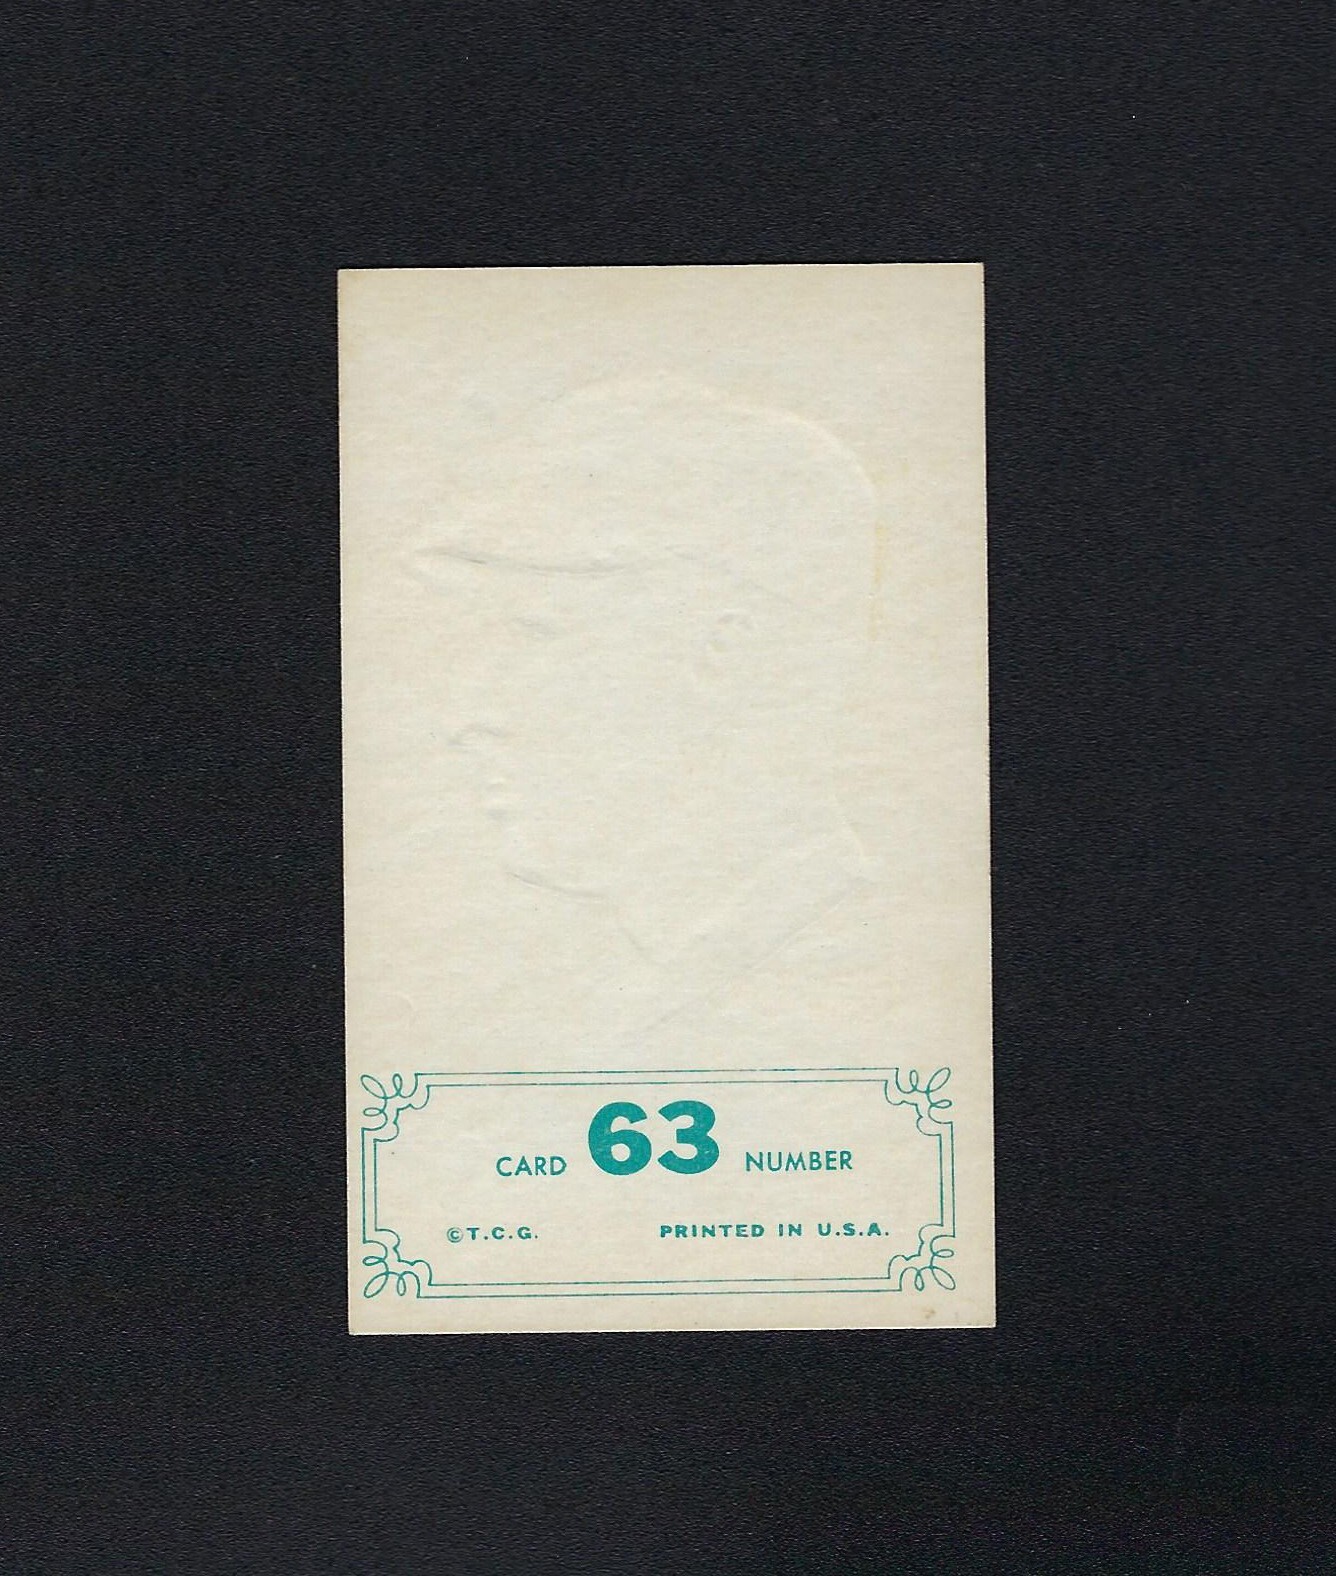 CARD 63 NUMBER
©T.C.G. PRINTED IN U.S.A.